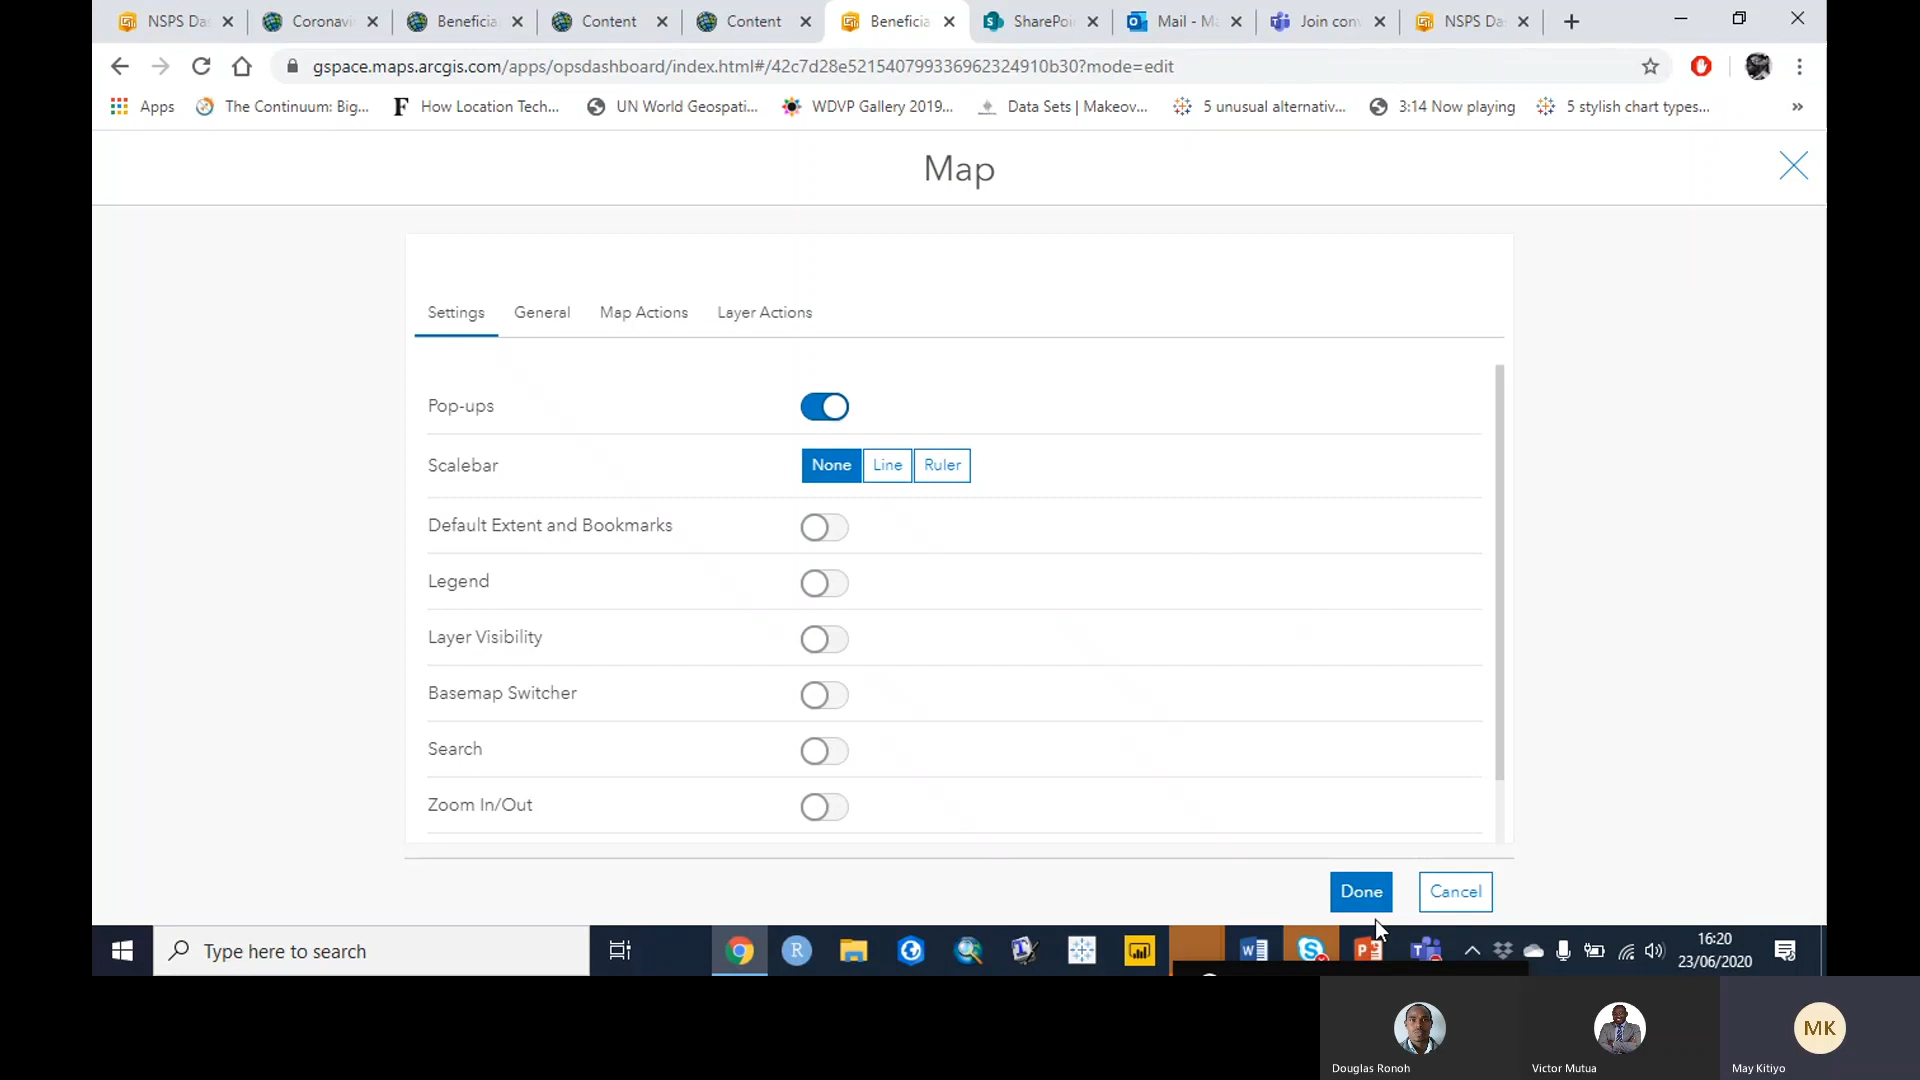 NSPS Da
Coronavi
Beneficia
Content
Content
Beneficia
SharePoi
Mail - M
Join con
NSPS Da
gspace.maps.arcgis.com/apps/opsdashboard/index.html#/42c7d28e521540799336962324910b30?mode=edit
Apps
The Continuum: Big...
How Location Tech...
UN World Geospati...
WDVP Gallery 2019...
Data Sets | Makeov...
5 unusual alternativ...
3:14 Now playing
5 stylish chart types...
»
Map
Settings
General
Map Actions
Layer Actions
Pop-ups
Scalebar
None
Line
Ruler
Default Extent and Bookmarks
Legend
Layer Visibility
Basemap Switcher
Search
Zoom In/Out
Done
Cancel
Type here to search
16:20
23/06/2020
MK
Douglas Ronoh
Victor Mutua
May Kitiyo